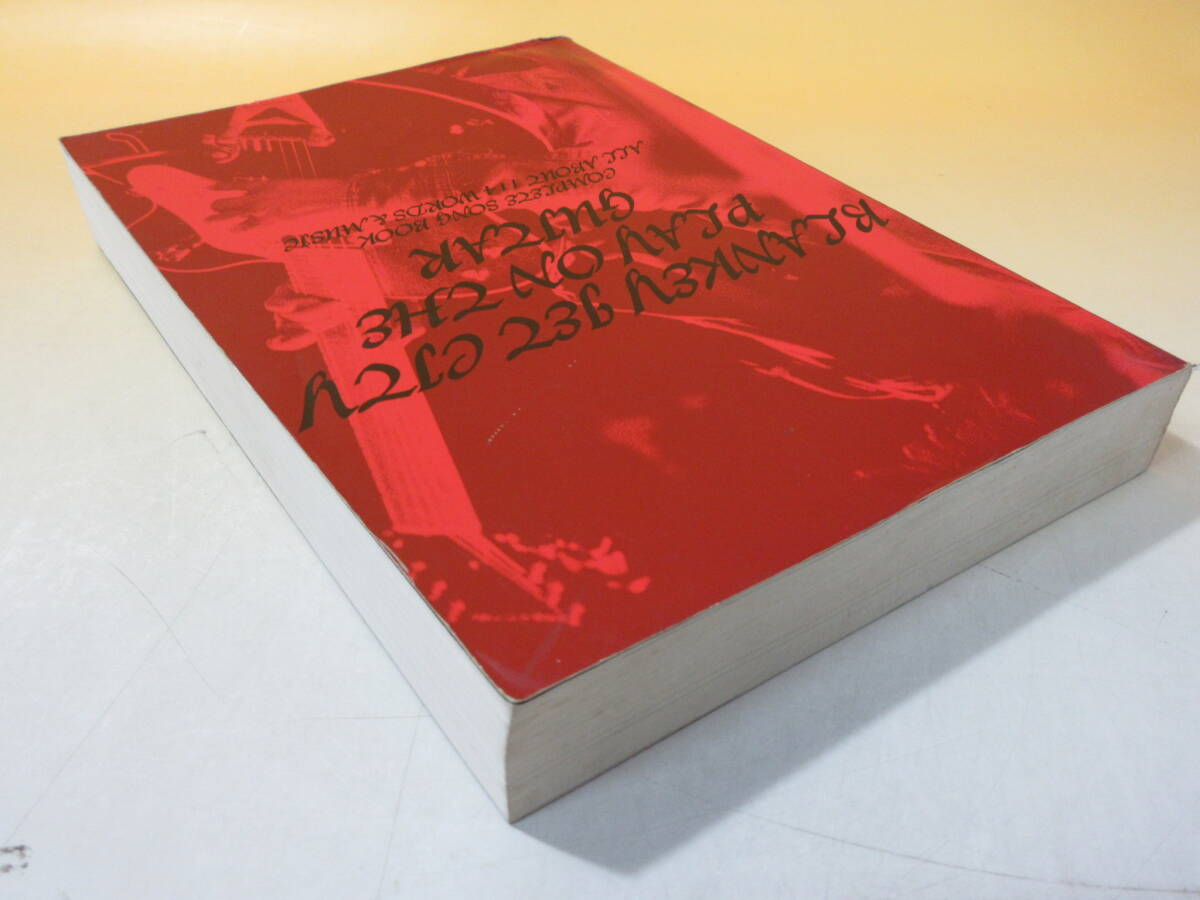 BLANKEY JET CITY
PLAY ON THE
GUITAR
COMPLETE SONG BOOK
ALL ABOUT 114 WORDS & MUSIC